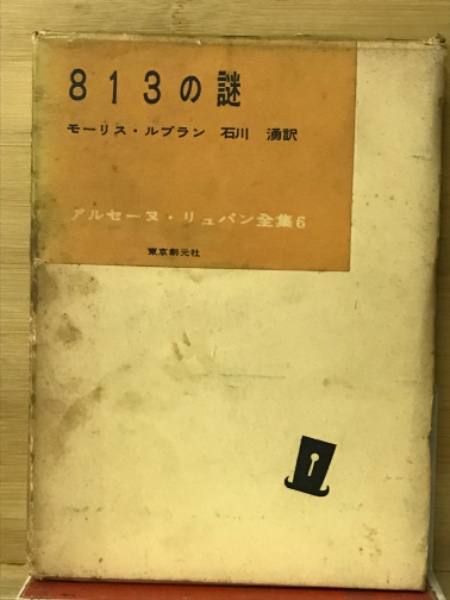 813の謎
モーリス・ルブラン 石川 湧訳
アルセーヌ・リュパン全集6
東京創元社